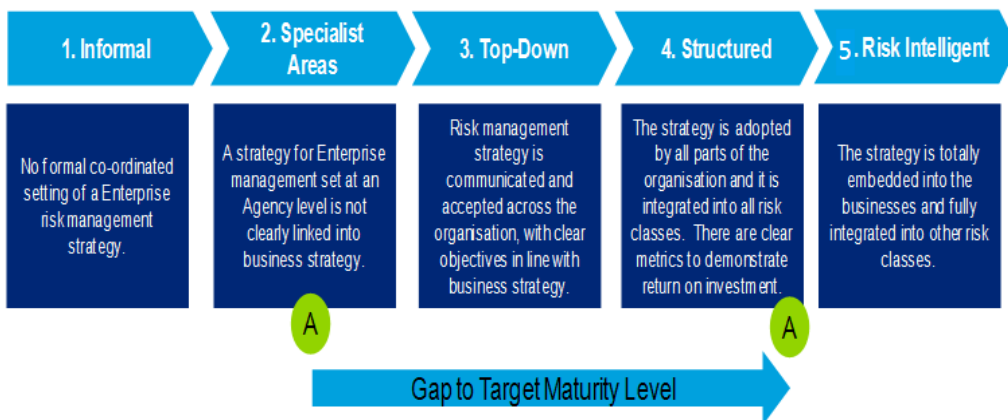 1. Informal
2. Specialist
Areas
3. Top-Down
4. Structured
5. Risk Intelligent
No formal co-ordinated
setting of a Enterprise
risk management
strategy.
A strategy for Enterprise
management set at an
Agency level is not
clearly linked into
business strategy.
Risk management
strategy is
communicated and
accepted across the
organisation, with clear
objectives in line with
business strategy.
The strategy is adopted
by all parts of the
organisation and it is
integrated into all risk
classes. There are clear
metrics to demonstrate
return on investment.
The strategy is totally
embedded into the
businesses and fully
integrated into other risk
classes.
A
A
Gap to Target Maturity Level